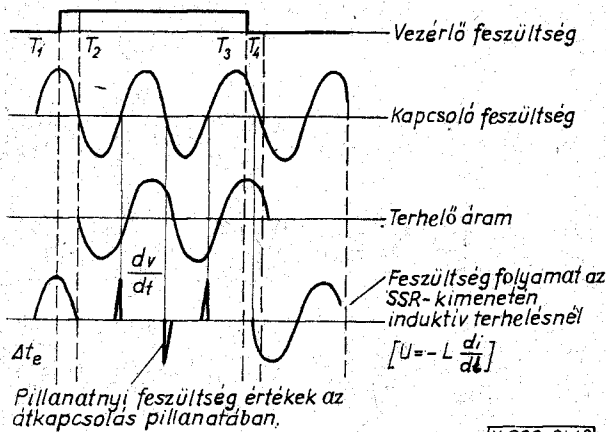 Vezérlő feszültség
T1 T2 T3 T4
Kapcsoló feszültség
Terhelő áram
dv
dt
Feszültség folyamat az
SSR-kimeneten
induktív terhelésnél
[U=-L di
dt]
Δte
Pillanatnyi feszültség értékek az
átkapcsolás pillanatában.